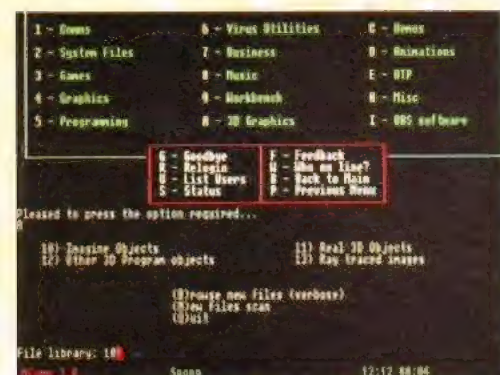 1 - Comms 6 - Virus Utilities C - Demos
2 - System Files 7 - Business D - Animations
3 - Games 8 - Music E - DTP
4 - Graphics 9 - Workbench H - Misc
5 - Programming A - 3D Graphics I - BBS software
G - Goodbye F - Feedback
R - Relogin W - Who on line?
U - List Users M - Back to Main
S - Status P - Previous Menu
Pleased to press the option required...
A
10) Imagine Objects 11) Real 3D Objects
12) Other 3D Program objects 13) Ray traced images
(B)rowse new files (verbose)
(N)ew files scan
(Q)uit
File library: 10
12:12